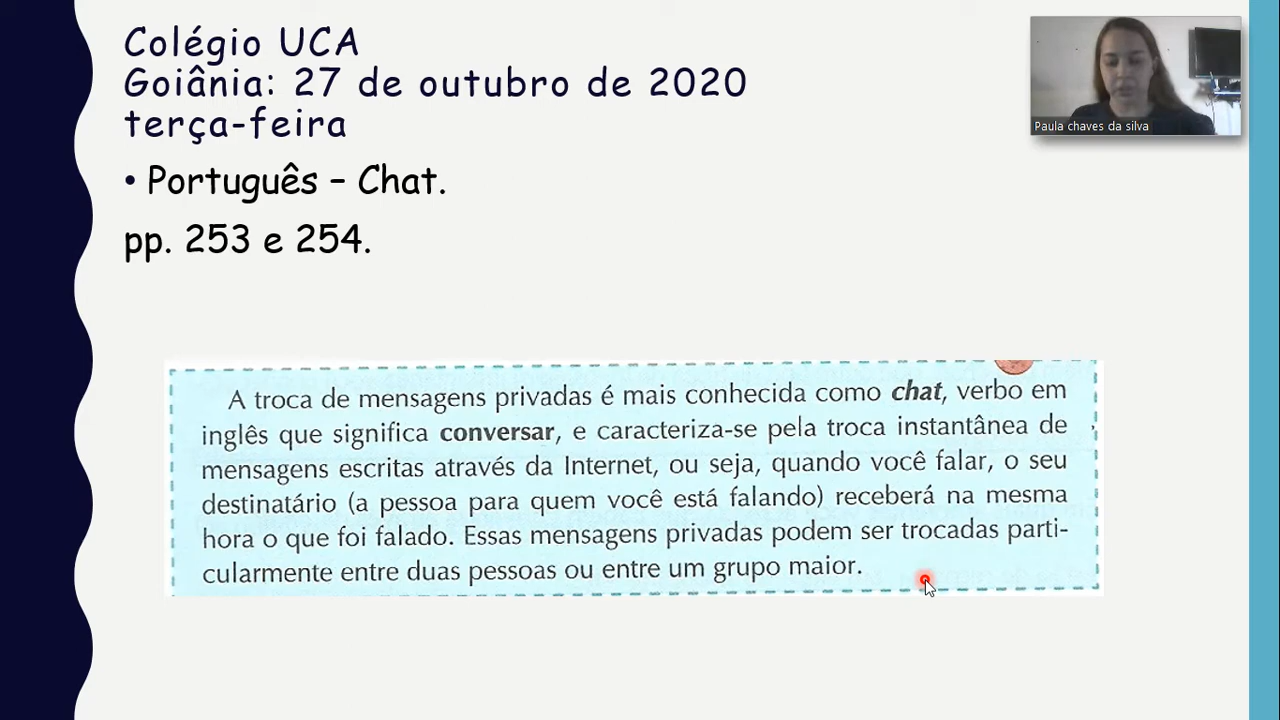 Colégio UCA
Goiânia: 27 de outubro de 2020
terça-feira
• Português – Chat.
pp. 253 e 254.
Paula chaves da silva
A troca de mensagens privadas é mais conhecida como chat, verbo em
inglês que significa conversar, e caracteriza-se pela troca instantânea de
mensagens escritas através da Internet, ou seja, quando você falar, o seu
destinatário (a pessoa para quem você está falando) receberá na mesma
hora o que foi falado. Essas mensagens privadas podem ser trocadas parti-
cularmente entre duas pessoas ou entre um grupo maior.